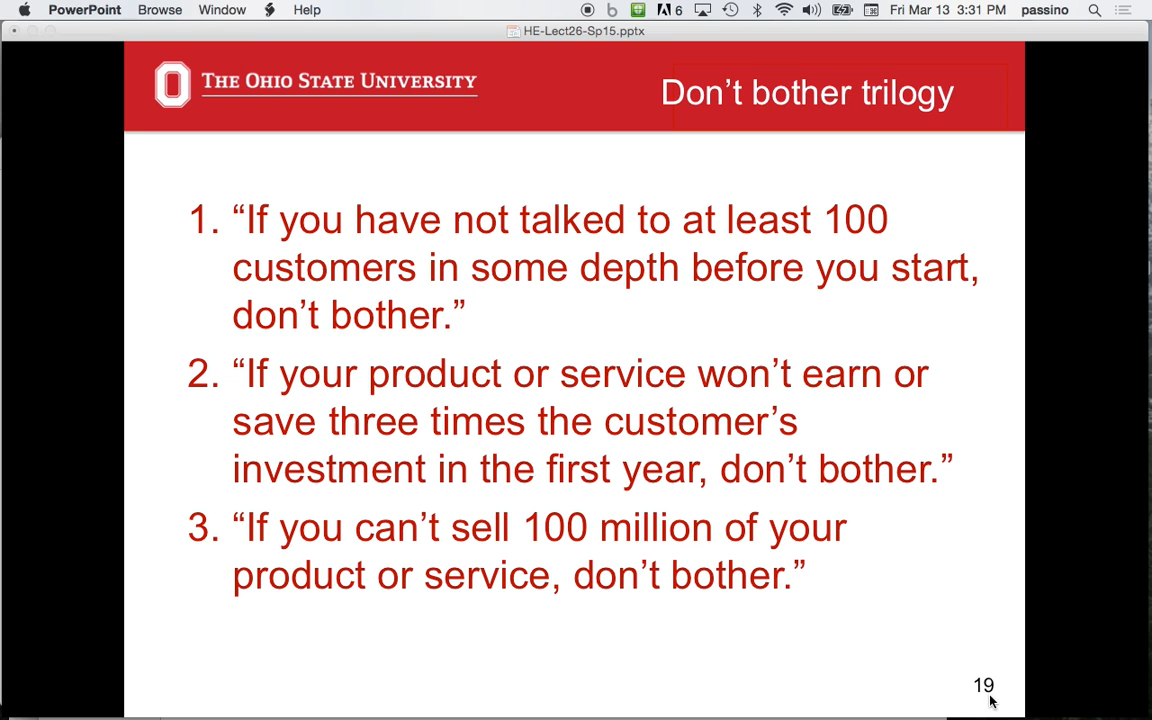 PowerPoint Browse Window Help 6 Fri Mar 13 3:31 PM passino
HE-Lect26-Sp15.pptx
THE OHIO STATE UNIVERSITY
Don’t bother trilogy
1. “If you have not talked to at least 100
customers in some depth before you start,
don’t bother.”
2. “If your product or service won’t earn or
save three times the customer’s
investment in the first year, don’t bother.”
3. “If you can’t sell 100 million of your
product or service, don’t bother.”
19